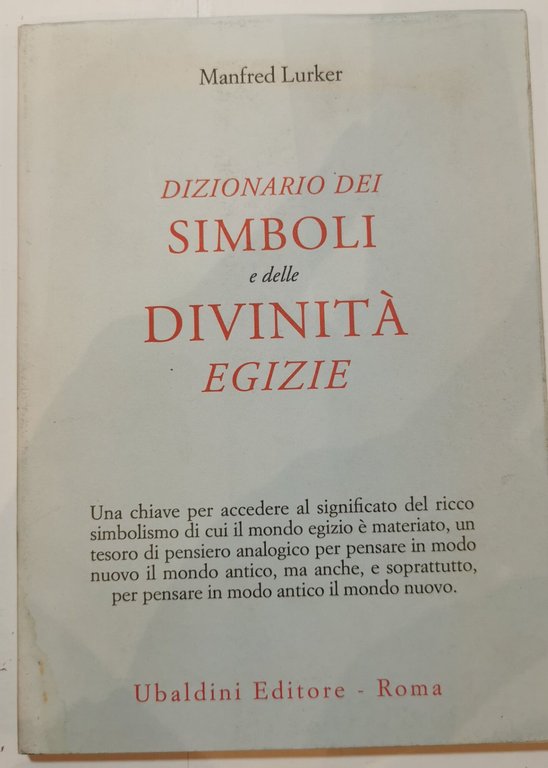 Manfred Lurker
DIZIONARIO DEI
SIMBOLI
e delle
DIVINITÀ
EGIZIE
Una chiave per accedere al significato del ricco
simbolismo di cui il mondo egizio è materiato, un
tesoro di pensiero analogico per pensare in modo
nuovo il mondo antico, ma anche, e soprattutto,
per pensare in modo antico il mondo nuovo.
Ubaldini Editore - Roma